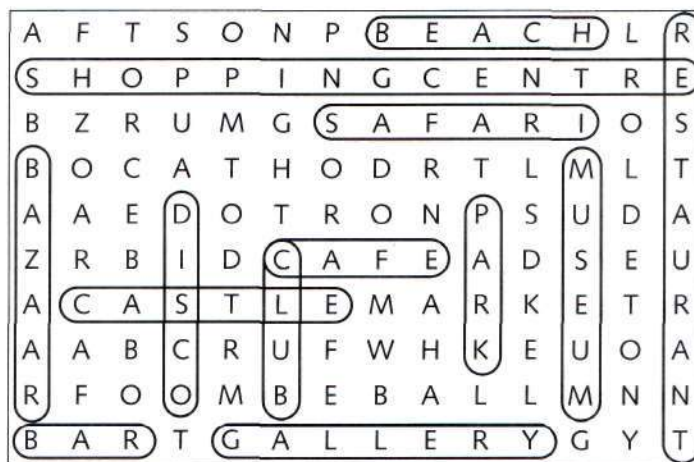 A F T S O N P B E A C H L R
S H O P P I N G C E N T R E
B Z R U M G S A F A R I O S
B O C A T H O D R T L M L T
A A E D O T R O N P S U D A
Z R B I D C A F E A D S E U
A C A S T L E M A R K E T R
A A B C R U F W H K E U O A
R F O O M B E B A L L M N N
B A R T G A L L E R Y G Y T